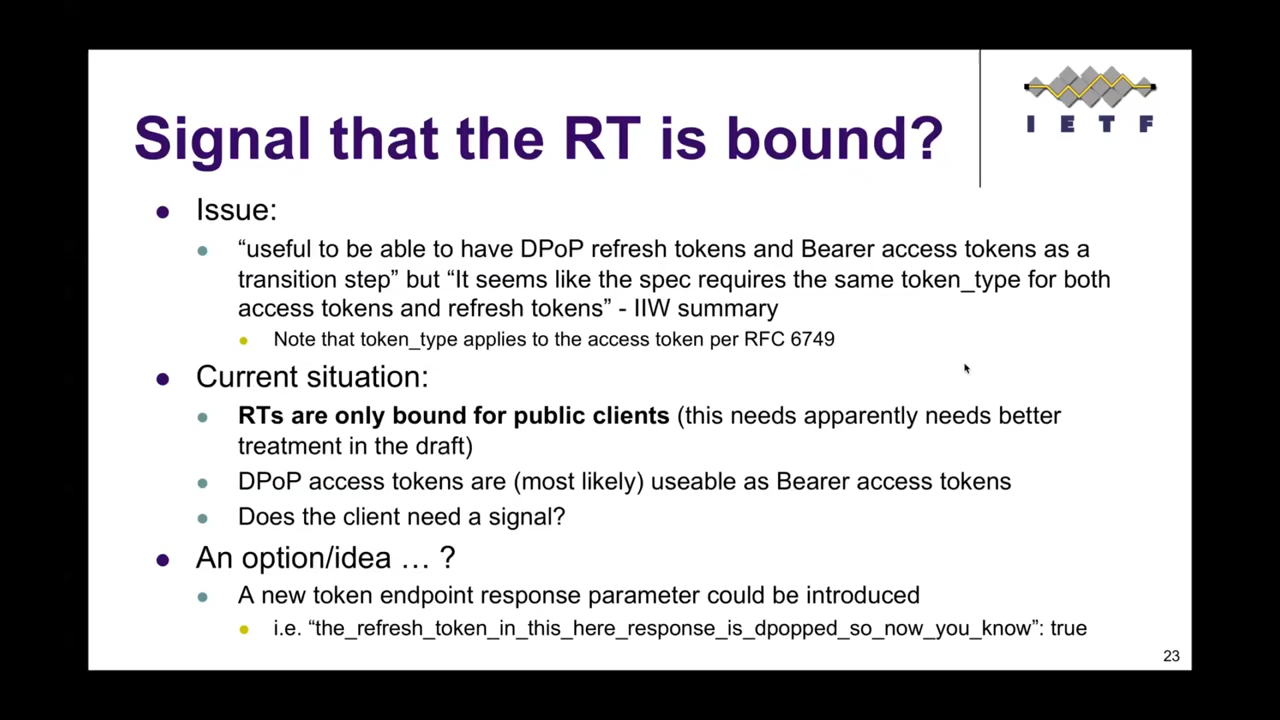 Signal that the RT is bound?
I E T F
Issue:
“useful to be able to have DPoP refresh tokens and Bearer access tokens as a
transition step” but “It seems like the spec requires the same token_type for both
access tokens and refresh tokens” - IIW summary
Note that token_type applies to the access token per RFC 6749
Current situation:
RTs are only bound for public clients (this needs apparently needs better
treatment in the draft)
DPoP access tokens are (most likely) useable as Bearer access tokens
Does the client need a signal?
An option/idea … ?
A new token endpoint response parameter could be introduced
i.e. “the_refresh_token_in_this_here_response_is_dpopped_so_now_you_know”: true
23